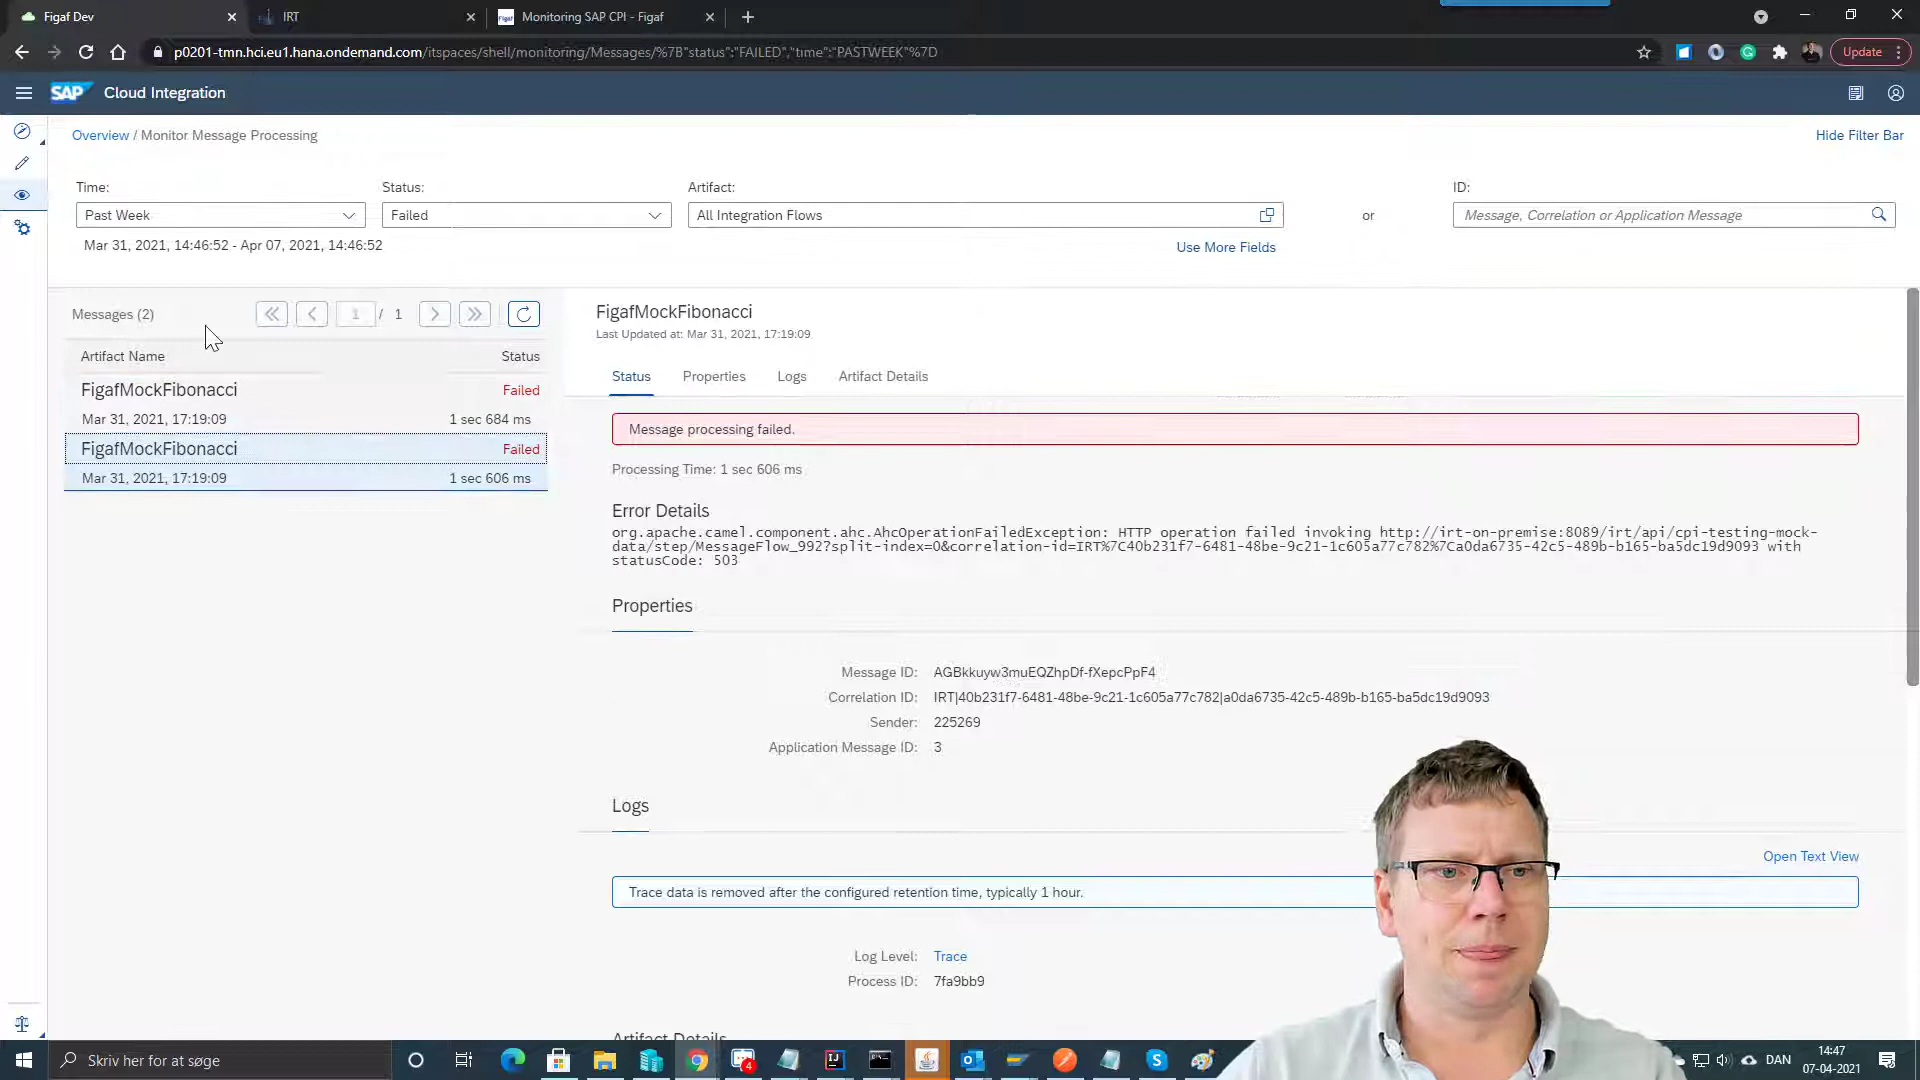 Figaf Dev
IRT
Monitoring SAP CPI - Figaf
p0201-tmn.hci.eu1.hana.ondemand.com/itspaces/shell/monitoring/Messages/%7B"status":"FAILED","time":"PASTWEEK"%7D
Update
SAP Cloud Integration
Overview / Monitor Message Processing
Hide Filter Bar
Time:
Status:
Artifact:
ID:
Past Week
Failed
All Integration Flows
or
Message, Correlation or Application Message
Mar 31, 2021, 14:46:52 - Apr 07, 2021, 14:46:52
Use More Fields
Messages (2)
1 / 1
Artifact Name
Status
FigafMockFibonacci
Failed
Mar 31, 2021, 17:19:09
1 sec 684 ms
FigafMockFibonacci
Failed
Mar 31, 2021, 17:19:09
1 sec 606 ms
FigafMockFibonacci
Last Updated at: Mar 31, 2021, 17:19:09
Status
Properties
Logs
Artifact Details
Message processing failed.
Processing Time: 1 sec 606 ms
Error Details
org.apache.camel.component.ahc.AhcOperationFailedException: HTTP operation failed invoking http://irt-on-premise:8089/irt/api/cpi-testing-mock-
data/step/MessageFlow_992?split-index=0&correlation-id=IRT%7C40b231f7-6481-48be-9c21-1c605a77c782%7Ca0da6735-42c5-489b-b165-ba5dc19d9093 with
statusCode: 503
Properties
Message ID: AGBkkuyw3muEQZhpDf-fXepcPpF4
Correlation ID: IRT|40b231f7-6481-48be-9c21-1c605a77c782|a0da6735-42c5-489b-b165-ba5dc19d9093
Sender: 225269
Application Message ID: 3
Logs
Open Text View
Trace data is removed after the configured retention time, typically 1 hour.
Log Level: Trace
Process ID: 7fa9bb9
Artifact Details
Skriv her for at søge
4
DAN
14:47
07-04-2021